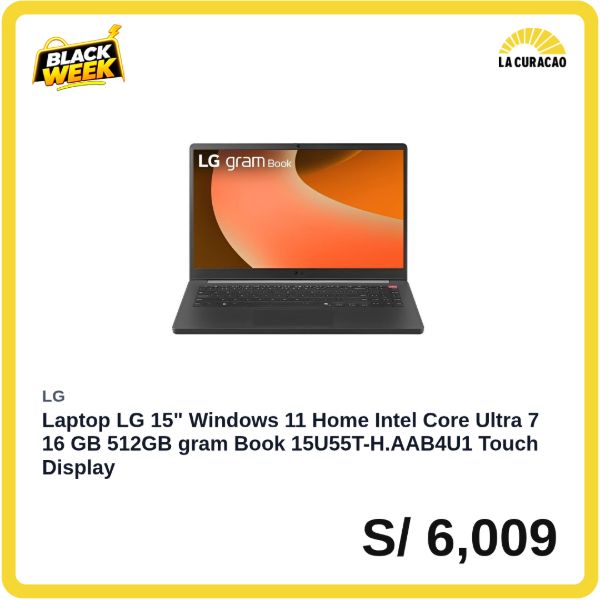 BLACK
WEEK
LA CURACAO
LG gram Book
LG
Laptop LG 15" Windows 11 Home Intel Core Ultra 7
16 GB 512GB gram Book 15U55T-H.AAB4U1 Touch
Display
S/ 6,009